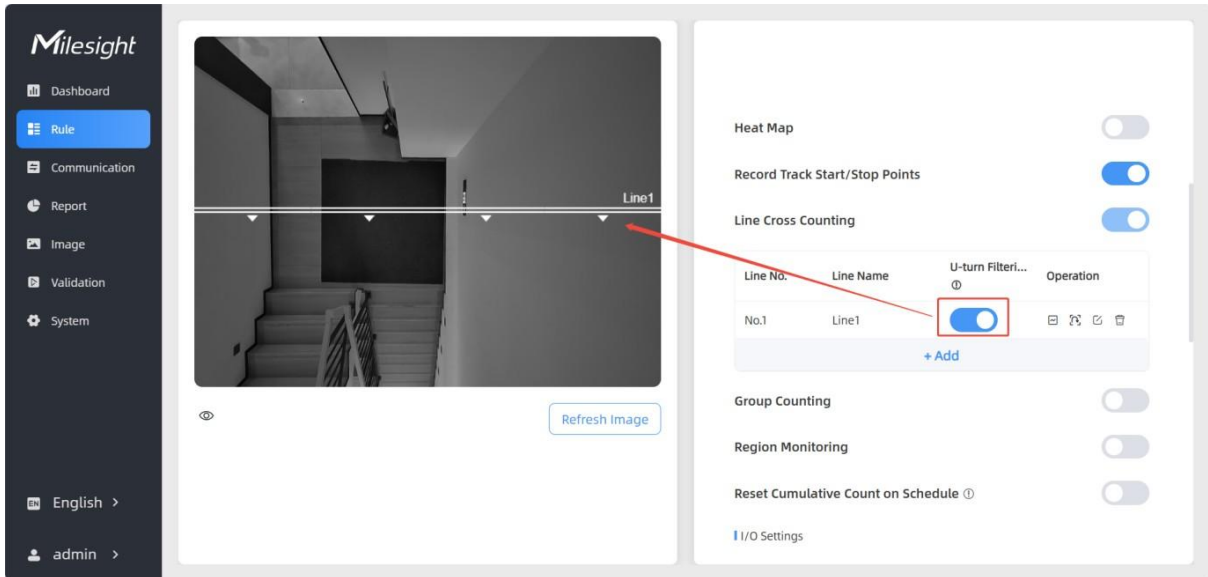 Milesight
Dashboard
Rule
Communication
Report
Image
Validation
System
EN English >
admin >
Line1
Refresh Image
Heat Map
Record Track Start/Stop Points
Line Cross Counting
Line No. Line Name U-turn Filteri... Operation
No.1 Line1
+ Add
Group Counting
Region Monitoring
Reset Cumulative Count on Schedule
I/O Settings